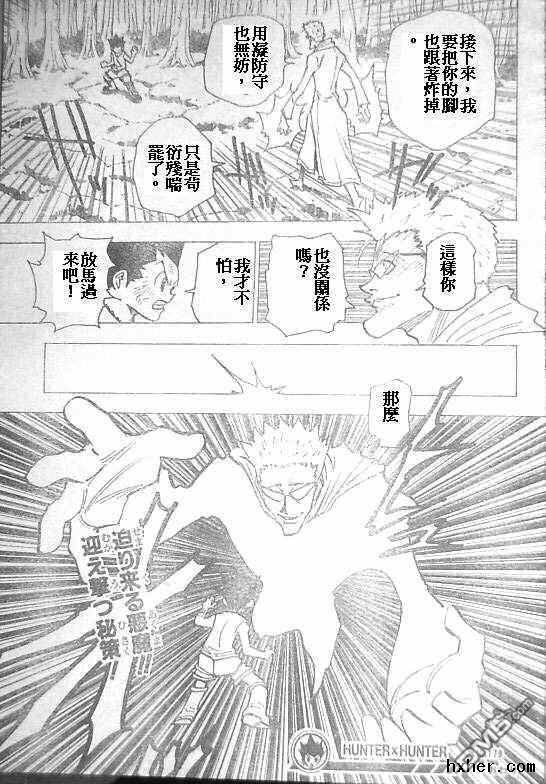 接下來，我
要把你的腳
也跟著炸掉
。
用凝防守
也無妨，
只是苟
衍殘喘
罷了。
這樣你
也沒關係
嗎？
我才不
怕，
放馬過
來吧！
那麼
迫り来る悪魔!!!
迎え撃つ秘策！
HUNTER×HUNTER
hxher.com